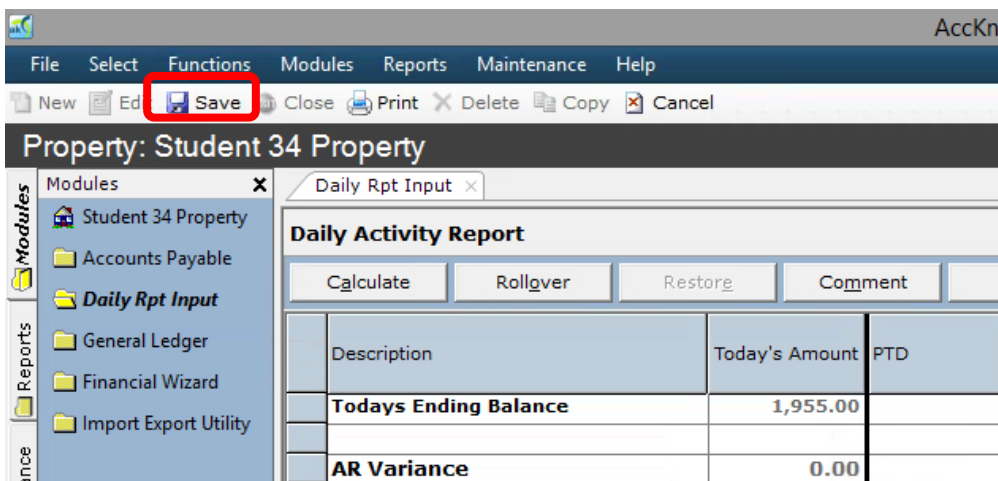 AccKn
File Select Functions Modules Reports Maintenance Help
New Edi Save Close Print Delete Copy Cancel
Property: Student 34 Property
Modules
Reports
nce
Modules
Student 34 Property
Accounts Payable
Daily Rpt Input
General Ledger
Financial Wizard
Import Export Utility
Daily Rpt Input
Daily Activity Report
Calculate Rollover Restore Comment
Description Today's Amount PTD
Todays Ending Balance 1,955.00
AR Variance 0.00